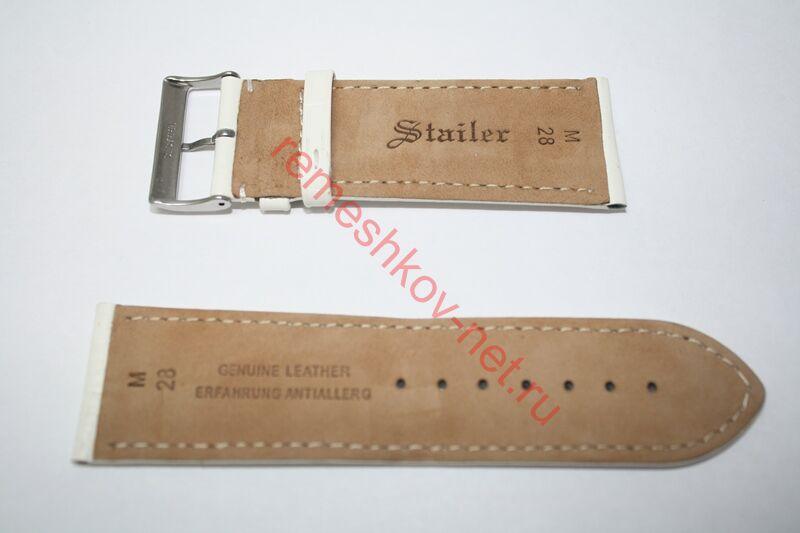 Stailer
M
28
remeshkov-net.ru
M
28
GENUINE LEATHER
ERFAHRUNG ANTIALLERG